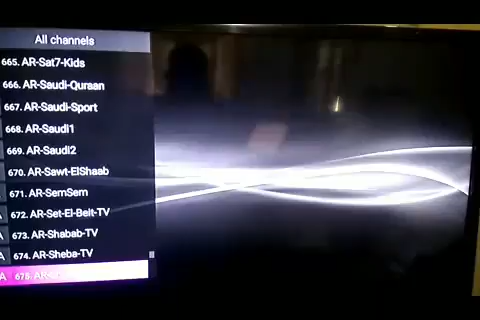 All channels
665. AR-Sat7-Kids
666. AR-Saudi-Quraan
667. AR-Saudi-Sport
668. AR-Saudi1
669. AR-Saudi2
670. AR-Sawt-ElShaab
671. AR-SemSem
A 672. AR-Set-El-Beit-TV
A 673. AR-Shabab-TV
A 674. AR-Sheba-TV
A 675.